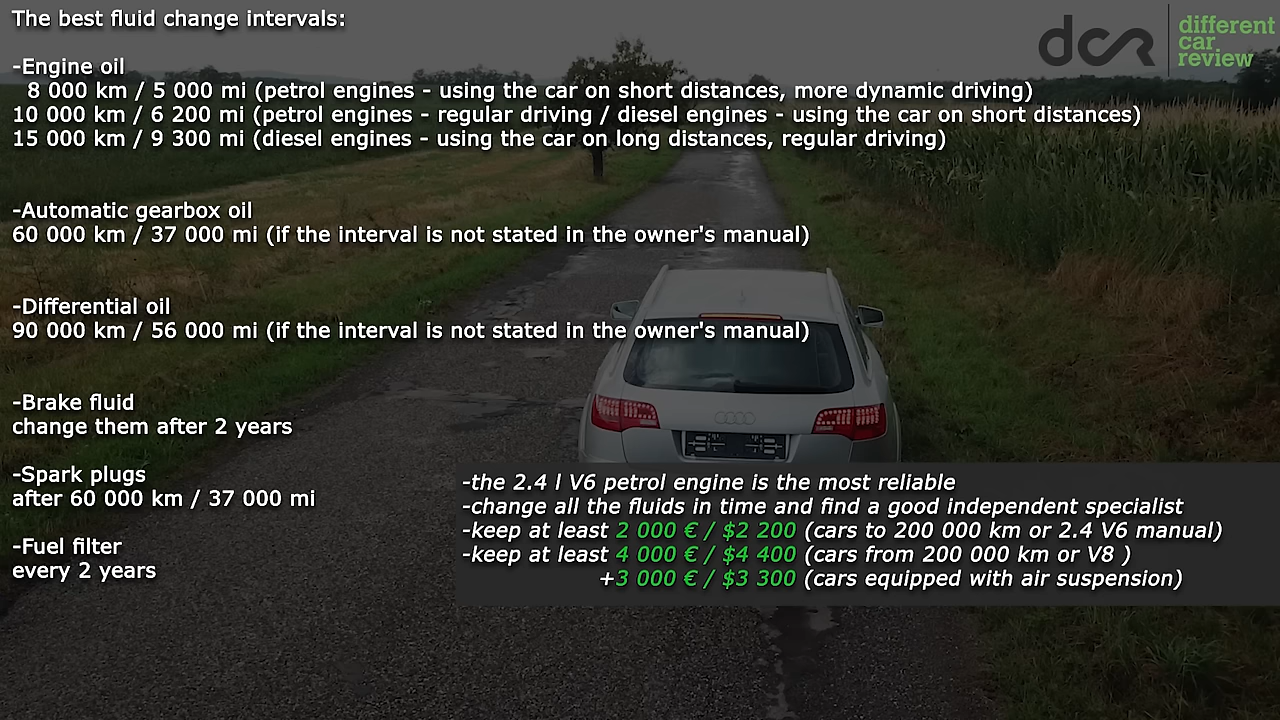 The best fluid change intervals:
dcr
different
car
review
-Engine oil
8 000 km / 5 000 mi (petrol engines - using the car on short distances, more dynamic driving)
10 000 km / 6 200 mi (petrol engines - regular driving / diesel engines - using the car on short distances)
15 000 km / 9 300 mi (diesel engines - using the car on long distances, regular driving)
-Automatic gearbox oil
60 000 km / 37 000 mi (if the interval is not stated in the owner's manual)
-Differential oil
90 000 km / 56 000 mi (if the interval is not stated in the owner's manual)
-Brake fluid
change them after 2 years
-Spark plugs
after 60 000 km / 37 000 mi
-Fuel filter
every 2 years
-the 2.4 l V6 petrol engine is the most reliable
-change all the fluids in time and find a good independent specialist
-keep at least 2 000 € / $2 200 (cars to 200 000 km or 2.4 V6 manual)
-keep at least 4 000 € / $4 400 (cars from 200 000 km or V8 )
+3 000 € / $3 300 (cars equipped with air suspension)